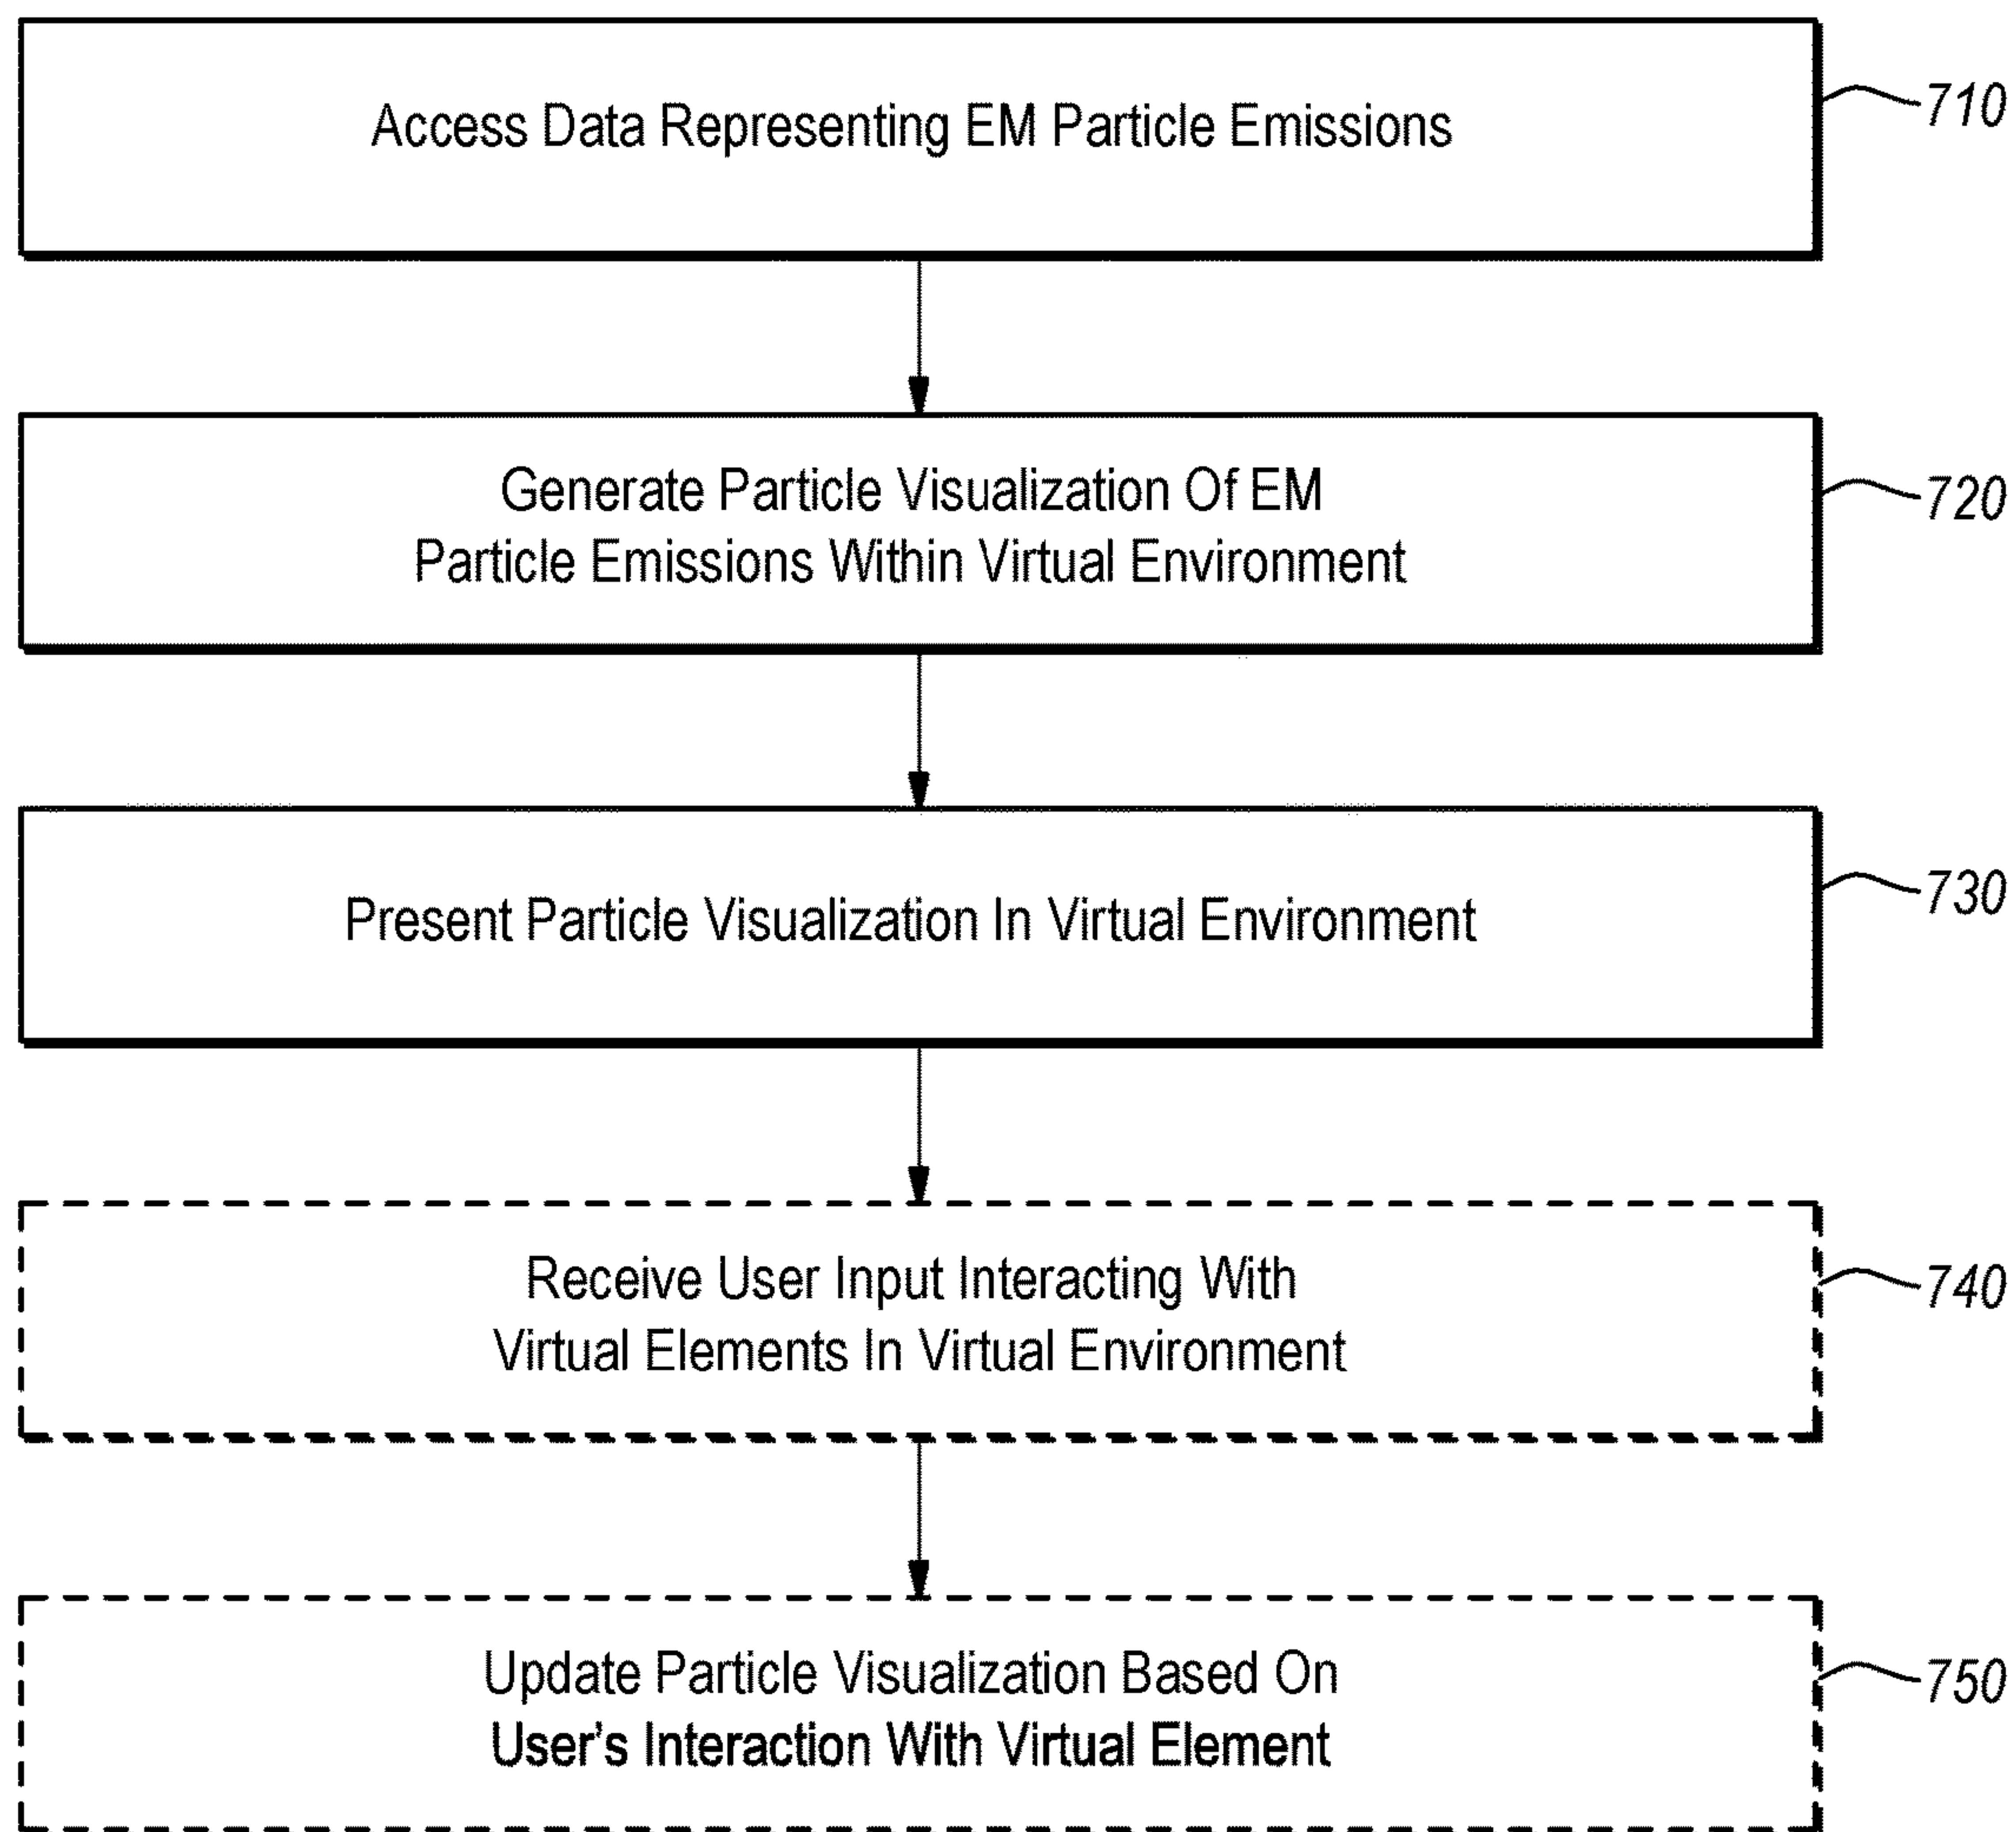 Access Data Representing EM Particle Emissions
710
Generate Particle Visualization Of EM
Particle Emissions Within Virtual Environment
720
Present Particle Visualization In Virtual Environment
730
Receive User Input Interacting With
Virtual Elements In Virtual Environment
740
Update Particle Visualization Based On
User's Interaction With Virtual Element
750